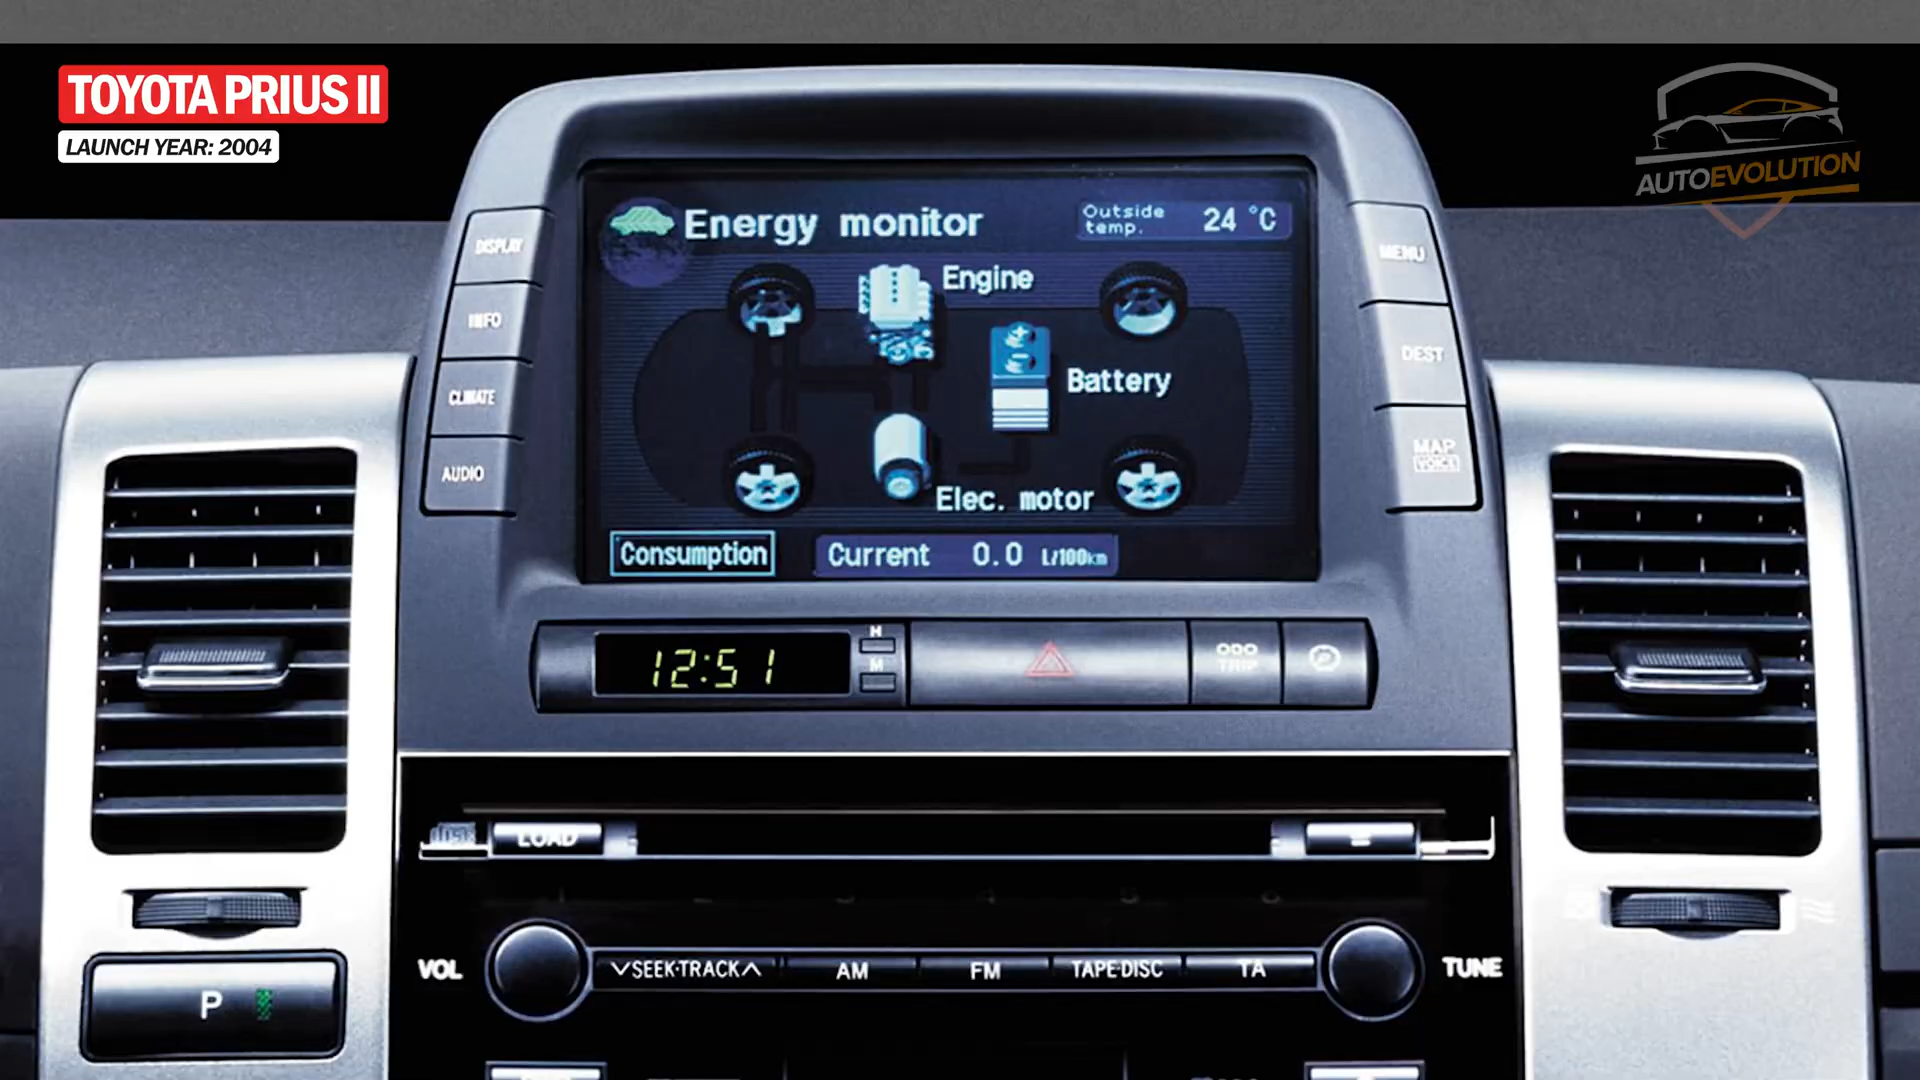 TOYOTA PRIUS II
LAUNCH YEAR: 2004
AUTOEVOLUTION
Energy monitor
Outside temp. 24 °C
Engine
Battery
Elec. motor
Consumption
Current 0.0 L/100km
DISPLAY
INFO
CLIMATE
AUDIO
MENU
DEST
MAP
VOICE
12:51
H
M
ODO
TRIP
P
LOAD
VOL
SEEK·TRACK
AM
FM
TAPE·DISC
TA
TUNE
P